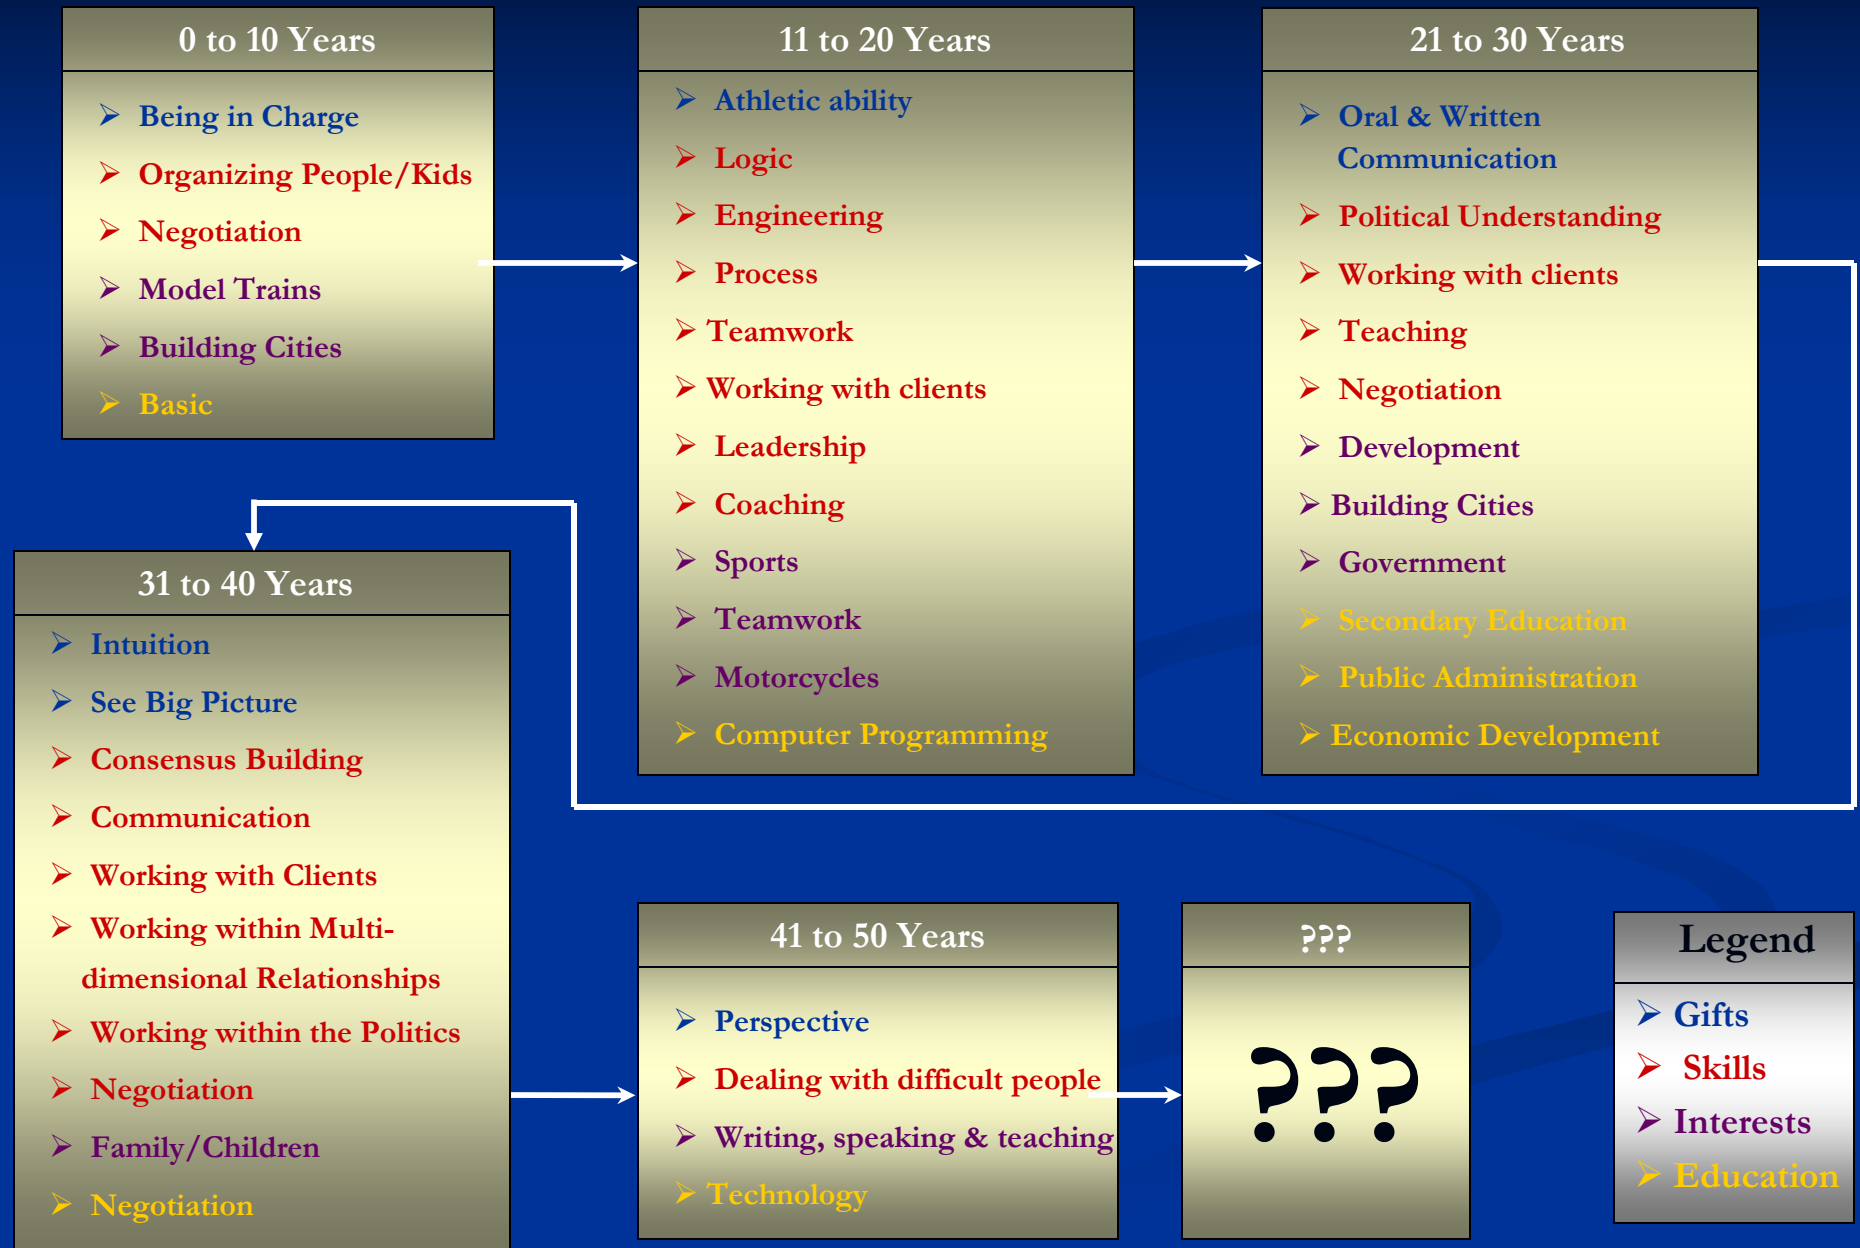 0 to 10 Years
➢ Being in Charge
➢ Organizing People/Kids
➢ Negotiation
➢ Model Trains
➢ Building Cities
➢ Basic
11 to 20 Years
➢ Athletic ability
➢ Logic
➢ Engineering
➢ Process
➢ Teamwork
➢ Working with clients
➢ Leadership
➢ Coaching
➢ Sports
➢ Teamwork
➢ Motorcycles
➢ Computer Programming
21 to 30 Years
➢ Oral & Written
Communication
➢ Political Understanding
➢ Working with clients
➢ Teaching
➢ Negotiation
➢ Development
➢ Building Cities
➢ Government
➢ Secondary Education
➢ Public Administration
➢ Economic Development
31 to 40 Years
➢ Intuition
➢ See Big Picture
➢ Consensus Building
➢ Communication
➢ Working with Clients
➢ Working within Multi-
dimensional Relationships
➢ Working within the Politics
➢ Negotiation
➢ Family/Children
➢ Negotiation
41 to 50 Years
➢ Perspective
➢ Dealing with difficult people
➢ Writing, speaking & teaching
➢ Technology
???
???
Legend
➢ Gifts
➢ Skills
➢ Interests
➢ Education